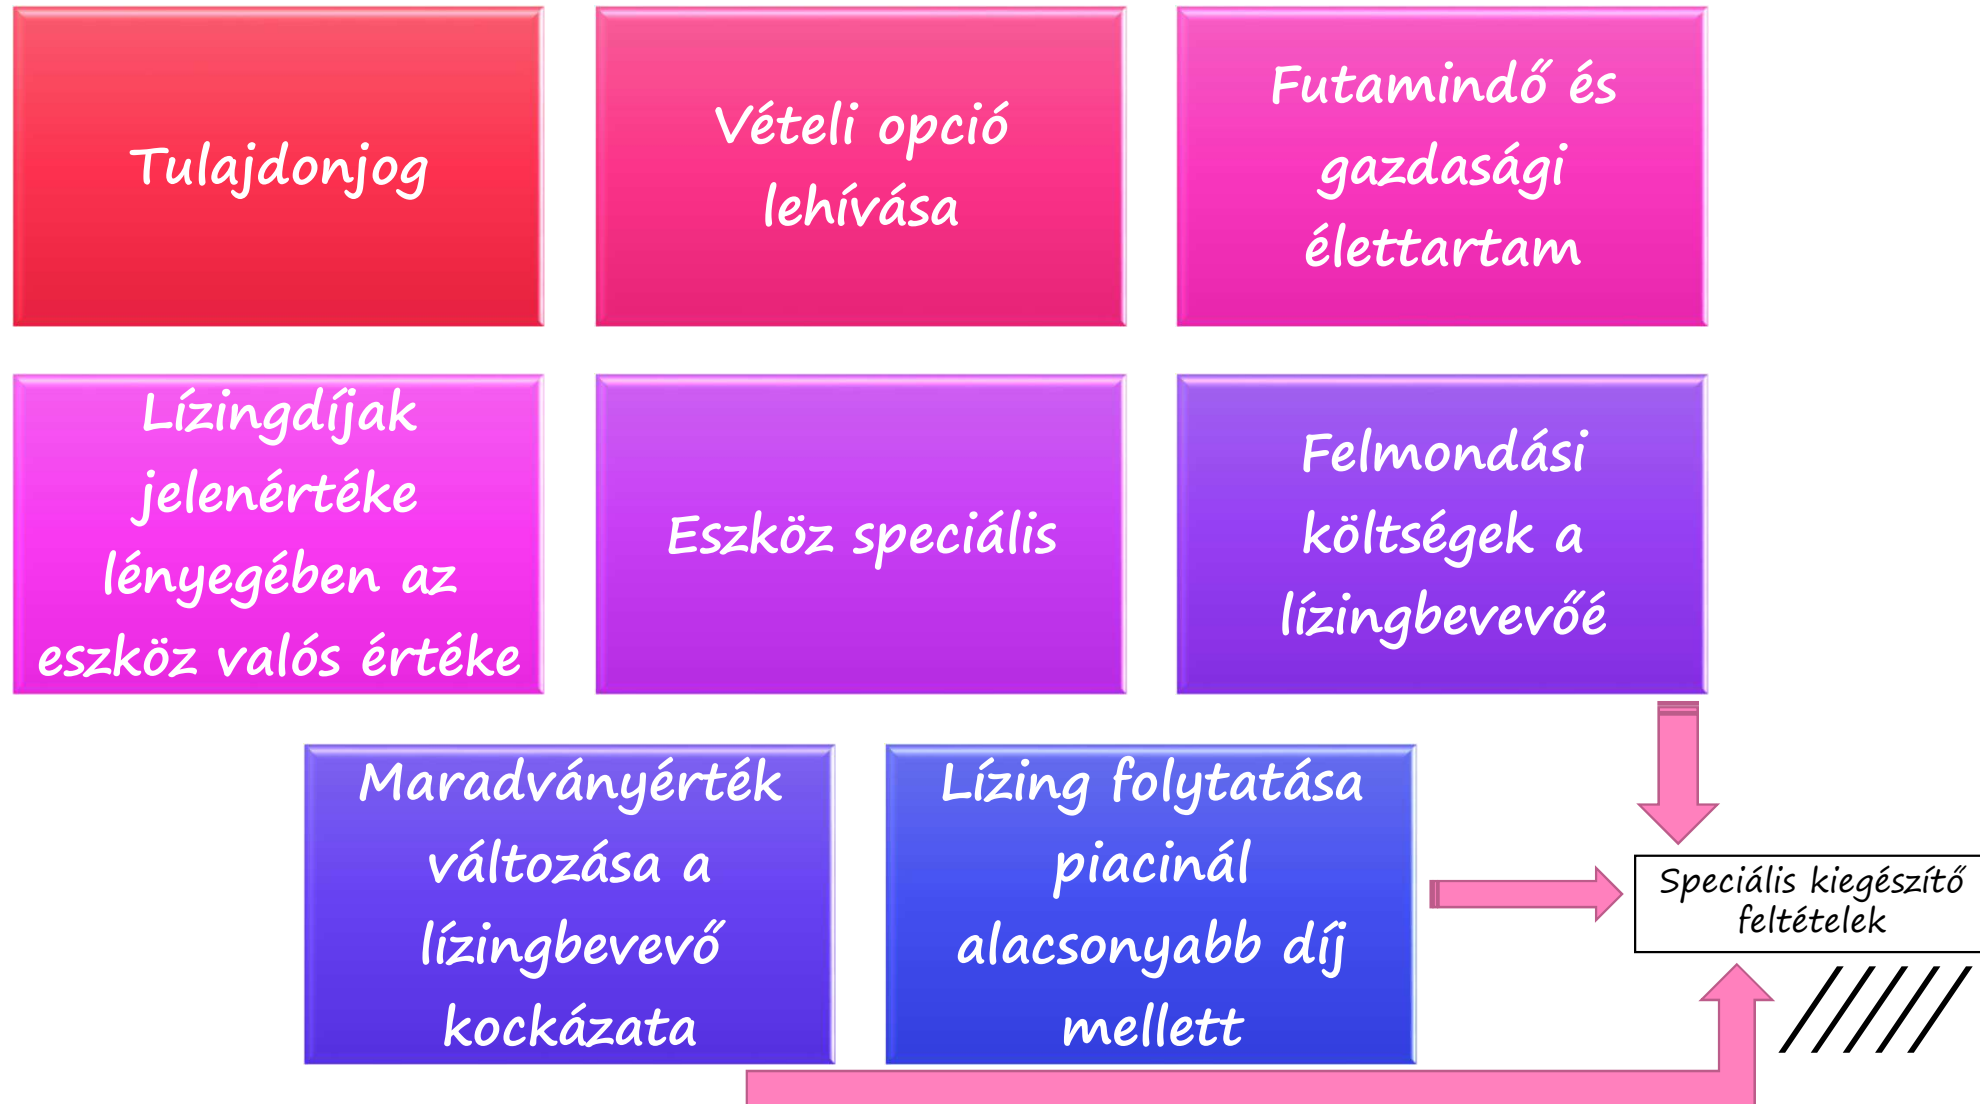 Tulajdonjog
Vételi opció
lehívása
Futamindő és
gazdasági
élettartam
Lízingdíjak
jelenértéke
lényegében az
eszköz valós értéke
Eszköz speciális
Felmondási
költségek a
lízingbevevőé
Maradványérték
változása a
lízingbevevő
kockázata
Lízing folytatása
piacinál
alacsonyabb díj
mellett
Speciális kiegészítő
feltételek